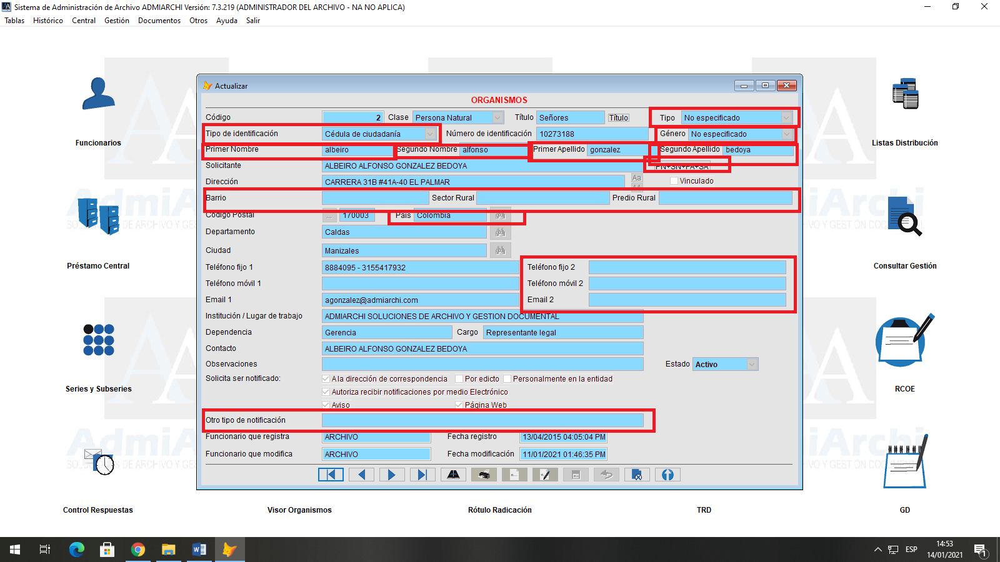 Sistema de Administración de Archivo ADMIARCHI Versión: 7.3.219 (ADMINISTRADOR DEL ARCHIVO - NA NO APLICA)
Tablas Histórico Central Gestión Documentos Otros Ayuda Salir
Funcionarios
Préstamo Central
Series y Subseries
Control Respuestas
Visor Organismos
Rótulo Radicación
TRD
GD
Listas Distribución
Consultar Gestión
RCOE
Actualizar
ORGANISMOS
Código 2 Clase Persona Natural Título Señores Título Tipo No especificado
Tipo de identificación Cédula de ciudadanía Número de identificación 10273188 Género No especificado
Primer Nombre albeiro Segundo Nombre alfonso Primer Apellido gonzalez Segundo Apellido bedoya
Solicitante ALBEIRO ALFONSO GONZALEZ BEDOYA PN+SN+PA+SA
Dirección CARRERA 31B #41A-40 EL PALMAR Aa Vinculado
Barrio Sector Rural Predio Rural
Código Postal ... 170003 País Colombia
Departamento Caldas
Ciudad Manizales
Teléfono fijo 1 8884095 - 3155417932 Teléfono fijo 2
Teléfono móvil 1 Teléfono móvil 2
Email 1 agonzalez@admiarchi.com Email 2
Institución / Lugar de trabajo ADMIARCHI SOLUCIONES DE ARCHIVO Y GESTION DOCUMENTAL
Dependencia Gerencia Cargo Representante legal
Contacto ALBEIRO ALFONSO GONZALEZ BEDOYA
Observaciones Estado Activo
Solicita ser notificado: A la dirección de correspondencia Por edicto Personalmente en la entidad
Autoriza recibir notificaciones por medio Electrónico
Aviso Página Web
Otro tipo de notificación
Funcionario que registra ARCHIVO Fecha registro 13/04/2015 04:05:04 PM
Funcionario que modifica ARCHIVO Fecha modificación 11/01/2021 01:46:35 PM
ESP
14:53
14/01/2021
1